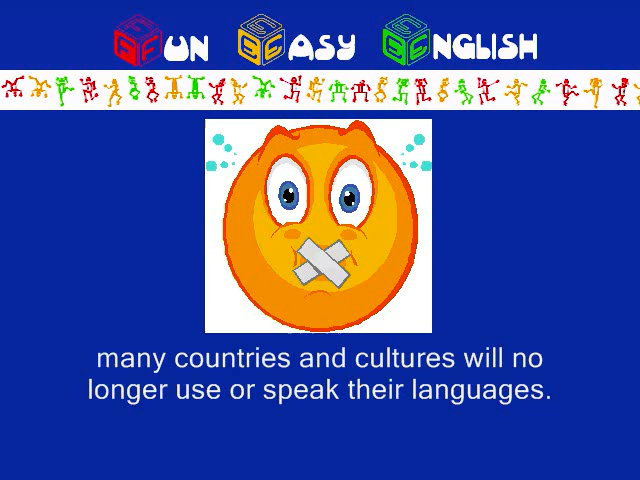 FUN EASY ENGLISH
many countries and cultures will no
longer use or speak their languages.